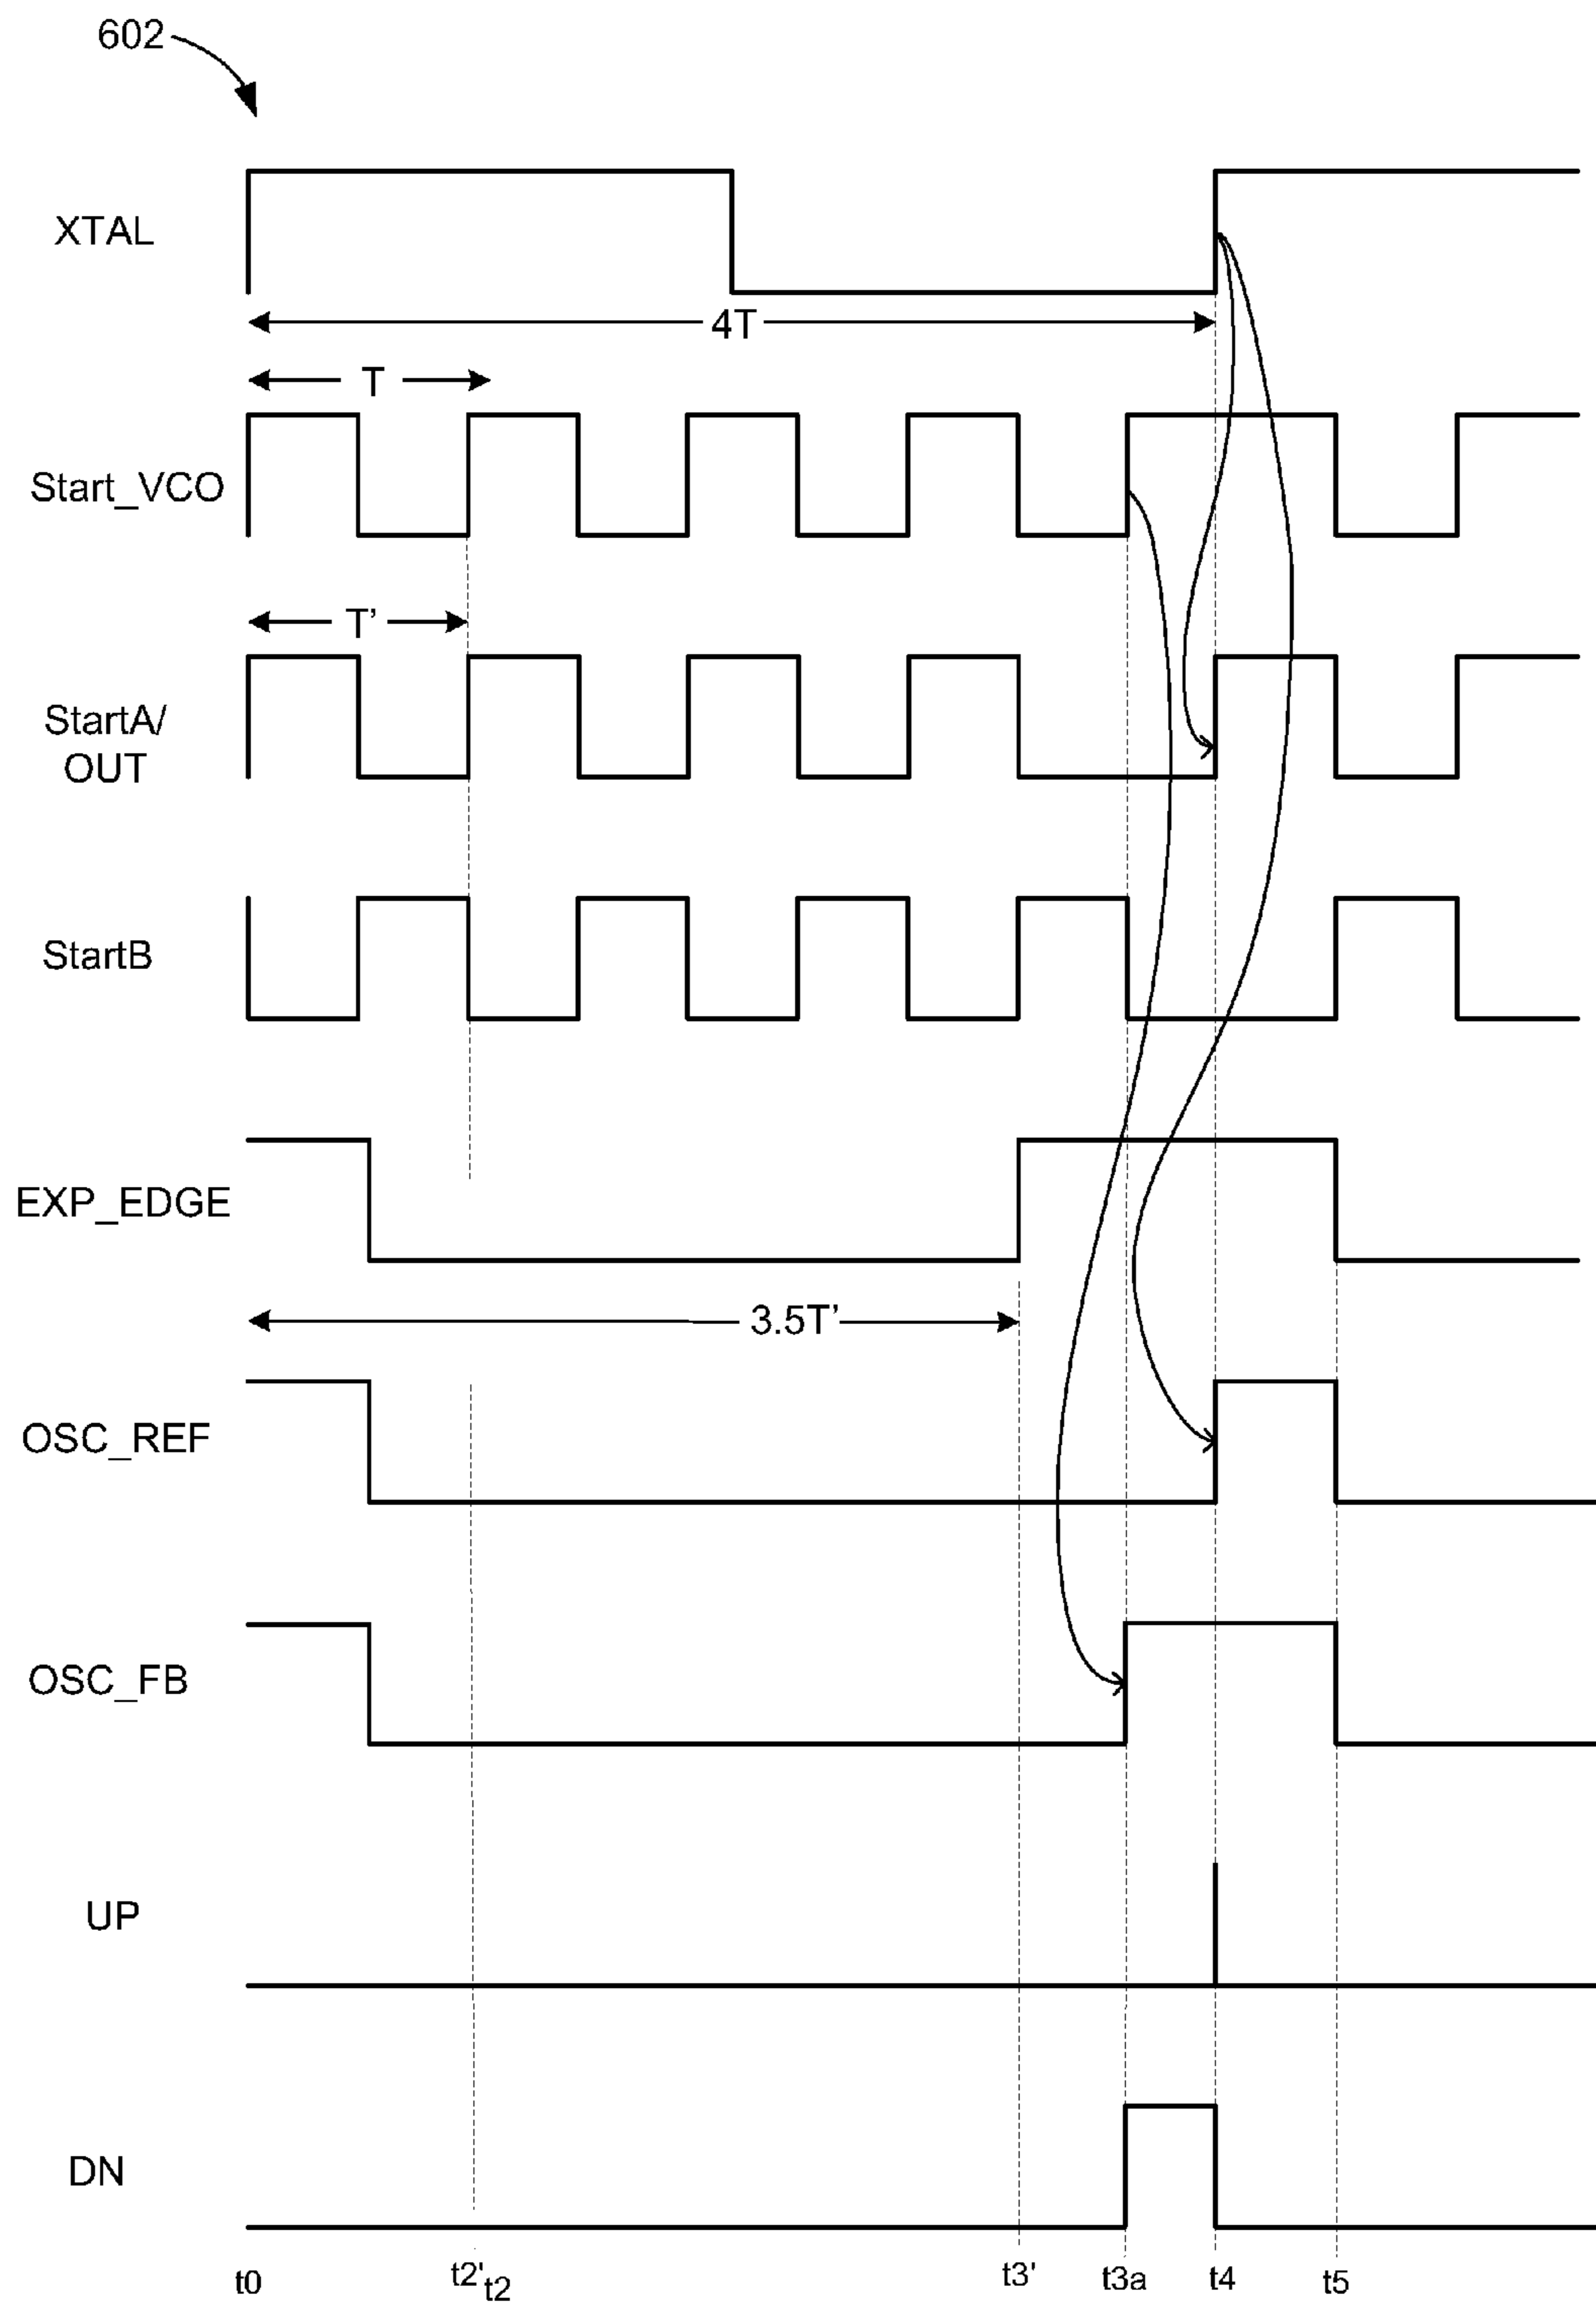 602
XTAL
4T
T
Start_VCO
T’
StartA/
OUT
StartB
EXP_EDGE
3.5T’
OSC_REF
OSC_FB
UP
DN
t0 t2' t2 t3' t3a t4 t5